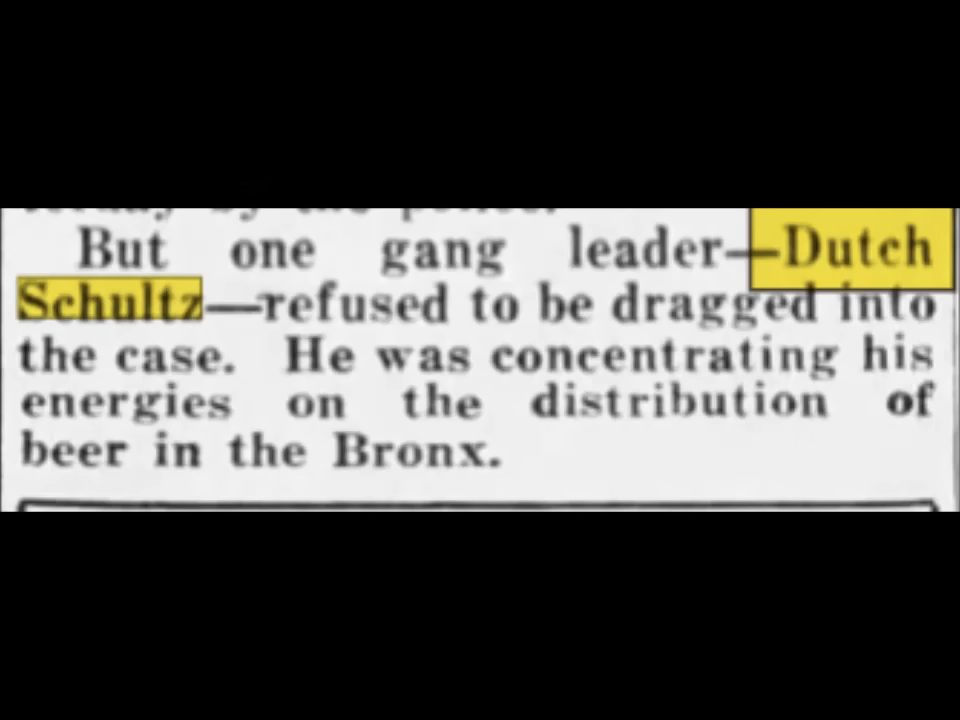 But one gang leader—Dutch
Schultz—refused to be dragged into
the case. He was concentrating his
energies on the distribution of
beer in the Bronx.